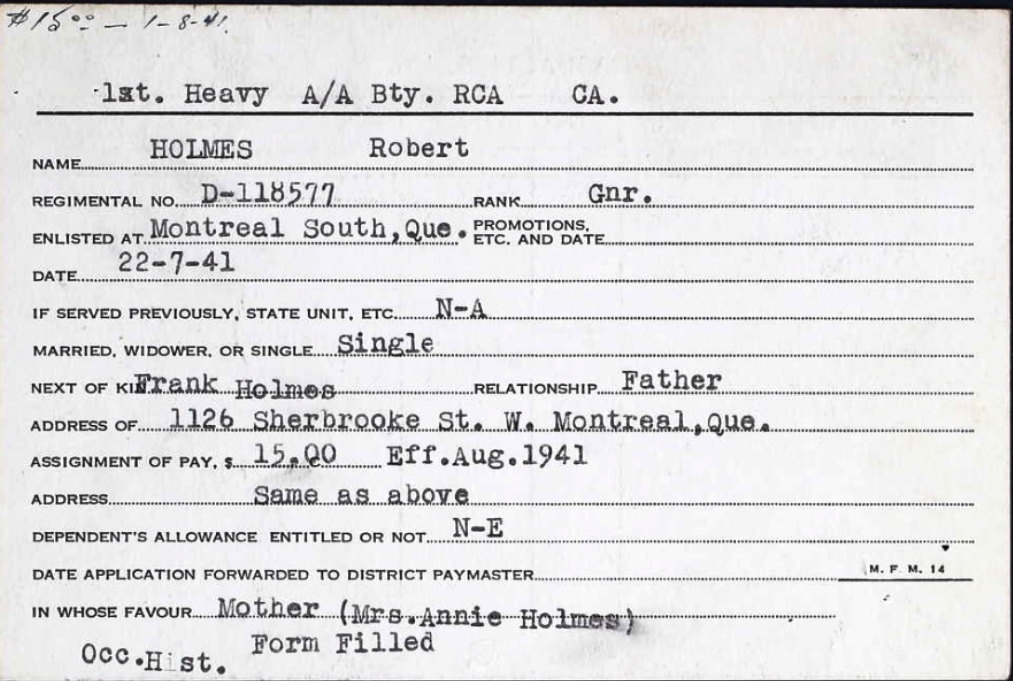 #15.00 — 1-8-41.
1st. Heavy A/A Bty. RCA CA.
NAME HOLMES Robert
REGIMENTAL NO. D-118577 RANK Gnr.
ENLISTED AT Montreal South, Que. PROMOTIONS, ETC. AND DATE
DATE 22-7-41
IF SERVED PREVIOUSLY, STATE UNIT, ETC. N-A
MARRIED, WIDOWER, OR SINGLE Single
NEXT OF KIN Frank Holmes RELATIONSHIP Father
ADDRESS OF 1126 Sherbrooke St. W. Montreal, Que.
ASSIGNMENT OF PAY, $ 15.00 Eff. Aug. 1941
ADDRESS Same as above
DEPENDENT'S ALLOWANCE ENTITLED OR NOT N-E
DATE APPLICATION FORWARDED TO DISTRICT PAYMASTER M. F. M. 14
IN WHOSE FAVOUR Mother (Mrs. Annie Holmes)
Form Filled
Occ. Hist.